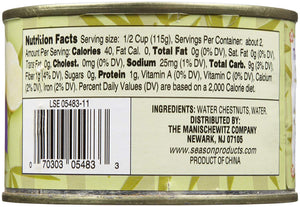 Nutrition Facts Serving size: 1/2 Cup (115g), Servings Per Container: about 2.
Amount Per Serving: Calories 40, Fat Cal. 0, Total Fat 0g (0% DV), Sat. Fat 0g (0% DV),
Trans Fat 0g, Cholest. 0mg (0% DV), Sodium 25mg (1% DV), Total Carb. 9g (3% DV),
Fiber 1g (4% DV), Sugars 0g, Protein 1g, Vitamin A (0% DV), Vitamin C (2% DV), Calcium
(2% DV), Iron (2% DV), Percent Daily Values (DV) are based on a 2,000 Calorie diet.
LSE 05483-11
0 70303 05483 3
INGREDIENTS: WATER CHESTNUTS, WATER.
DISTRIBUTED BY:
THE MANISCHEWITZ COMPANY
NEWARK, NJ 07105
www.seasonproducts.com
PRODUCT OF CHINA